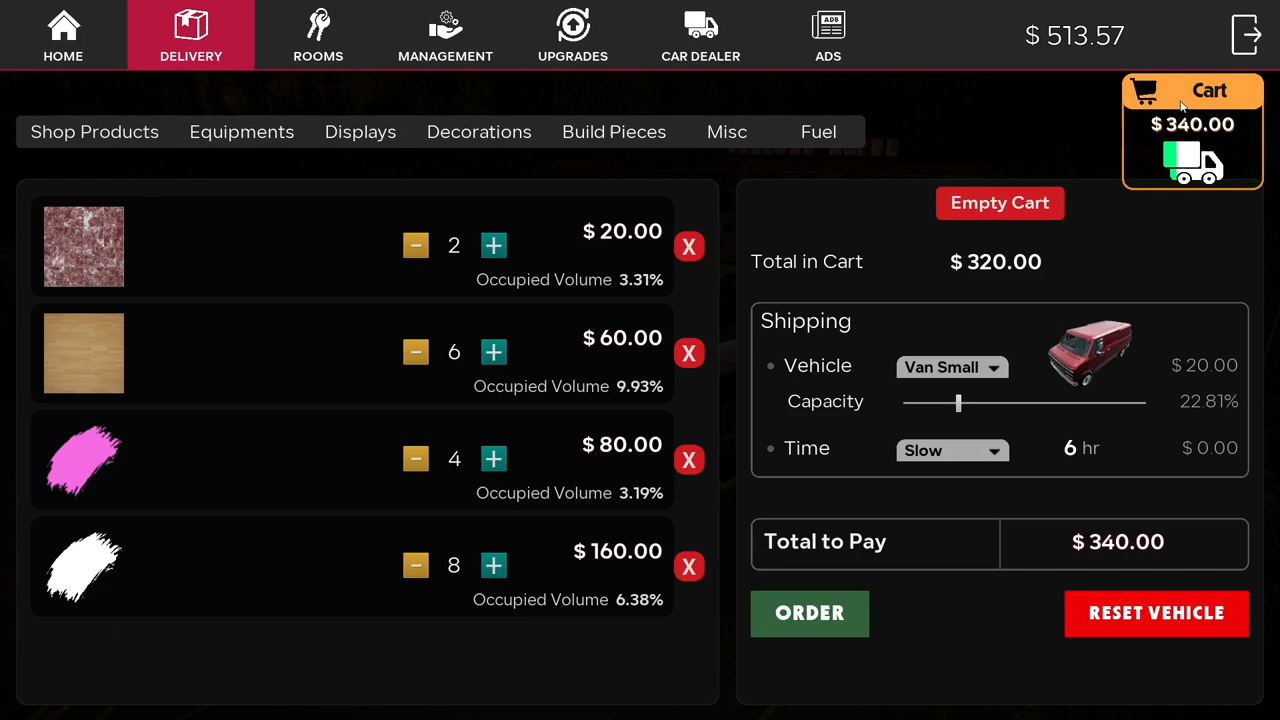 HOME
DELIVERY
ROOMS
MANAGEMENT
UPGRADES
CAR DEALER
ADS
ADS
$ 513.57
Cart
$ 340.00
Shop Products
Equipments
Displays
Decorations
Build Pieces
Misc
Fuel
2
$ 20.00
X
Occupied Volume 3.31%
6
$ 60.00
X
Occupied Volume 9.93%
4
$ 80.00
X
Occupied Volume 3.19%
8
$ 160.00
X
Occupied Volume 6.38%
Empty Cart
Total in Cart $ 320.00
Shipping
Vehicle Van Small $ 20.00
Capacity 22.81%
Time Slow 6 hr $ 0.00
Total to Pay $ 340.00
ORDER
RESET VEHICLE